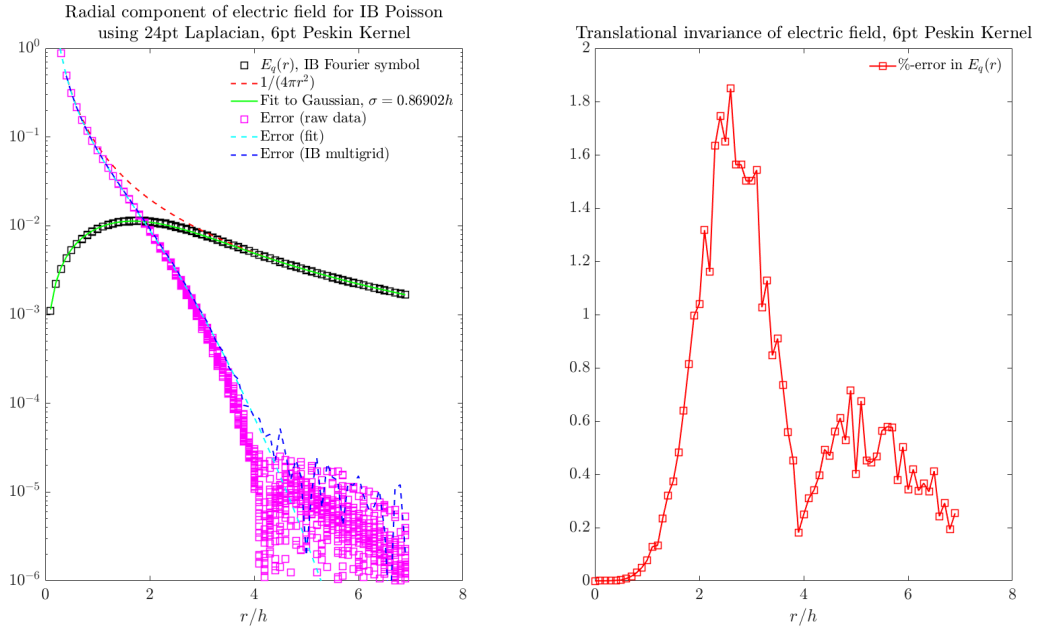 Radial component of electric field for IB Poisson
using 24pt Laplacian, 6pt Peskin Kernel
10^0
10^{-1}
10^{-2}
10^{-3}
10^{-4}
10^{-5}
10^{-6}
E_q(r), IB Fourier symbol
1/(4πr^2)
Fit to Gaussian, σ = 0.86902h
Error (raw data)
Error (fit)
Error (IB multigrid)
0 2 4 6 8
r/h
Translational invariance of electric field, 6pt Peskin Kernel
2
1.8
1.6
1.4
1.2
1
0.8
0.6
0.4
0.2
0
%-error in E_q(r)
0 2 4 6 8
r/h